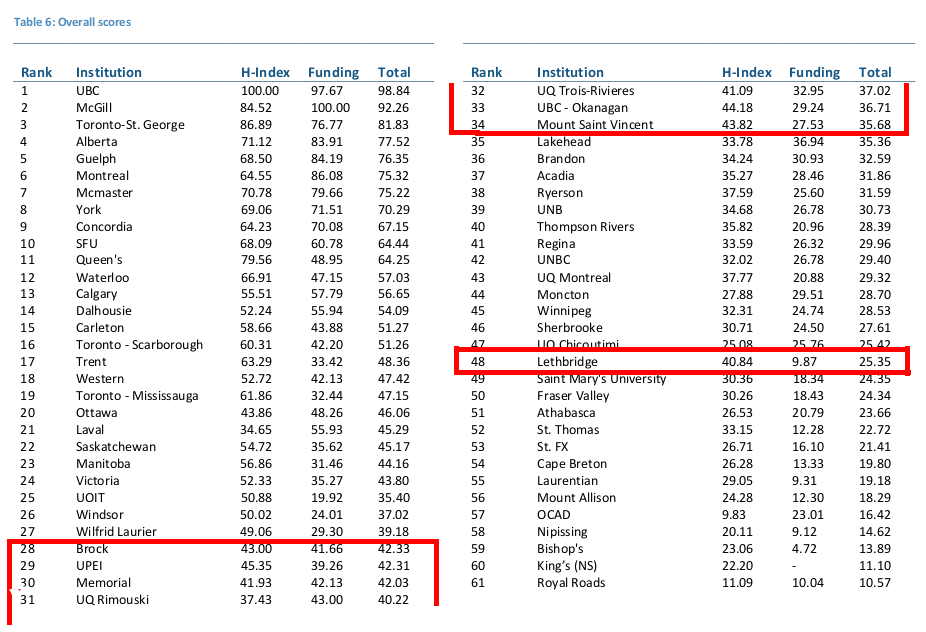 Table 6: Overall scores
Rank Institution H-Index Funding Total
1 UBC 100.00 97.67 98.84
2 McGill 84.52 100.00 92.26
3 Toronto-St. George 86.89 76.77 81.83
4 Alberta 71.12 83.91 77.52
5 Guelph 68.50 84.19 76.35
6 Montreal 64.55 86.08 75.32
7 Mcmaster 70.78 79.66 75.22
8 York 69.06 71.51 70.29
9 Concordia 64.23 70.08 67.15
10 SFU 68.09 60.78 64.44
11 Queen's 79.56 48.95 64.25
12 Waterloo 66.91 47.15 57.03
13 Calgary 55.51 57.79 56.65
14 Dalhousie 52.24 55.94 54.09
15 Carleton 58.66 43.88 51.27
16 Toronto - Scarborough 60.31 42.20 51.26
17 Trent 63.29 33.42 48.36
18 Western 52.72 42.13 47.42
19 Toronto - Mississauga 61.86 32.44 47.15
20 Ottawa 43.86 48.26 46.06
21 Laval 34.65 55.93 45.29
22 Saskatchewan 54.72 35.62 45.17
23 Manitoba 56.86 31.46 44.16
24 Victoria 52.33 35.27 43.80
25 UOIT 50.88 19.92 35.40
26 Windsor 50.02 24.01 37.02
27 Wilfrid Laurier 49.06 29.30 39.18
28 Brock 43.00 41.66 42.33
29 UPEI 45.35 39.26 42.31
30 Memorial 41.93 42.13 42.03
31 UQ Rimouski 37.43 43.00 40.22
Rank Institution H-Index Funding Total
32 UQ Trois-Rivieres 41.09 32.95 37.02
33 UBC - Okanagan 44.18 29.24 36.71
34 Mount Saint Vincent 43.82 27.53 35.68
35 Lakehead 33.78 36.94 35.36
36 Brandon 34.24 30.93 32.59
37 Acadia 35.27 28.46 31.86
38 Ryerson 37.59 25.60 31.59
39 UNB 34.68 26.78 30.73
40 Thompson Rivers 35.82 20.96 28.39
41 Regina 33.59 26.32 29.96
42 UNBC 32.02 26.78 29.40
43 UQ Montreal 37.77 20.88 29.32
44 Moncton 27.88 29.51 28.70
45 Winnipeg 32.31 24.74 28.53
46 Sherbrooke 30.71 24.50 27.61
47 UQ Chicoutimi 25.08 25.76 25.42
48 Lethbridge 40.84 9.87 25.35
49 Saint Mary's University 30.36 18.34 24.35
50 Fraser Valley 30.26 18.43 24.34
51 Athabasca 26.53 20.79 23.66
52 St. Thomas 33.15 12.28 22.72
53 St. FX 26.71 16.10 21.41
54 Cape Breton 26.28 13.33 19.80
55 Laurentian 29.05 9.31 19.18
56 Mount Allison 24.28 12.30 18.29
57 OCAD 9.83 23.01 16.42
58 Nipissing 20.11 9.12 14.62
59 Bishop's 23.06 4.72 13.89
60 King’s (NS) 22.20 - 11.10
61 Royal Roads 11.09 10.04 10.57